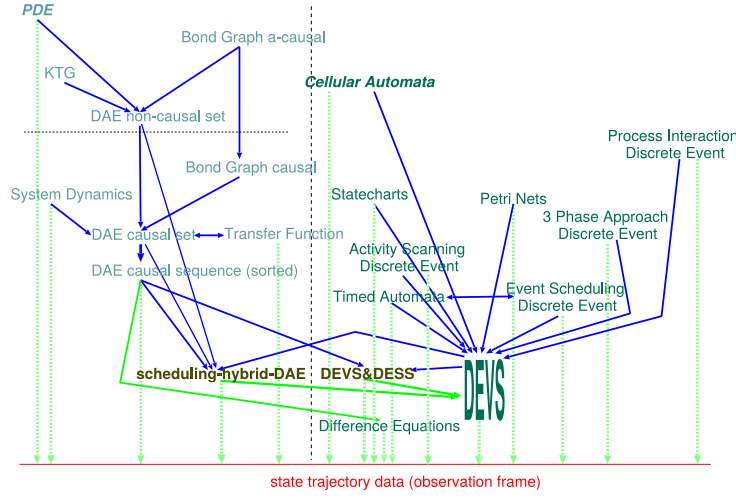 PDE
Bond Graph a-causal
KTG
Cellular Automata
DAE non-causal set
Process Interaction
Discrete Event
Bond Graph causal
System Dynamics
Statecharts
Petri Nets
3 Phase Approach
Discrete Event
DAE causal set
Transfer Function
Activity Scanning
Discrete Event
DAE causal sequence (sorted)
Timed Automata
Event Scheduling
Discrete Event
scheduling-hybrid-DAE
DEVS&DESS
DEVS
Difference Equations
state trajectory data (observation frame)